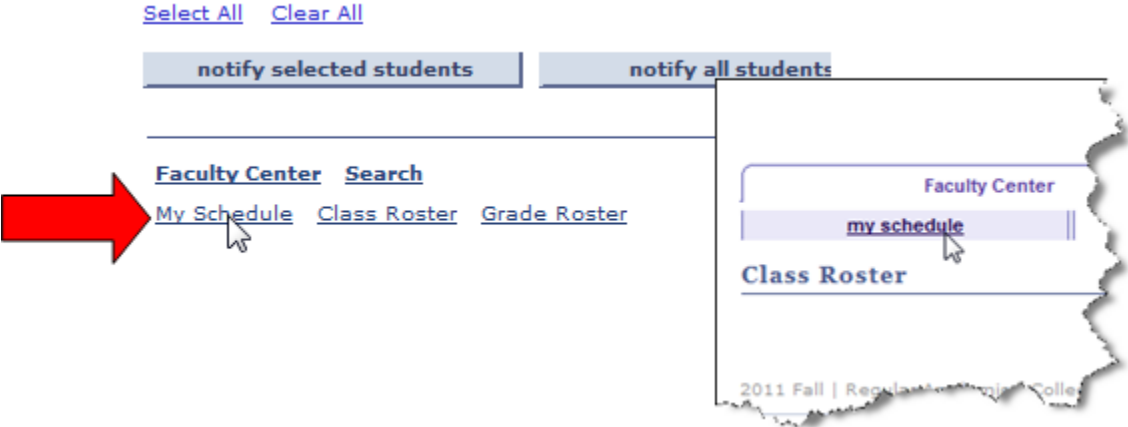 Select All Clear All
notify selected students notify all students
Faculty Center Search
My Schedule Class Roster Grade Roster
Faculty Center
my schedule
Class Roster
2011 Fall |